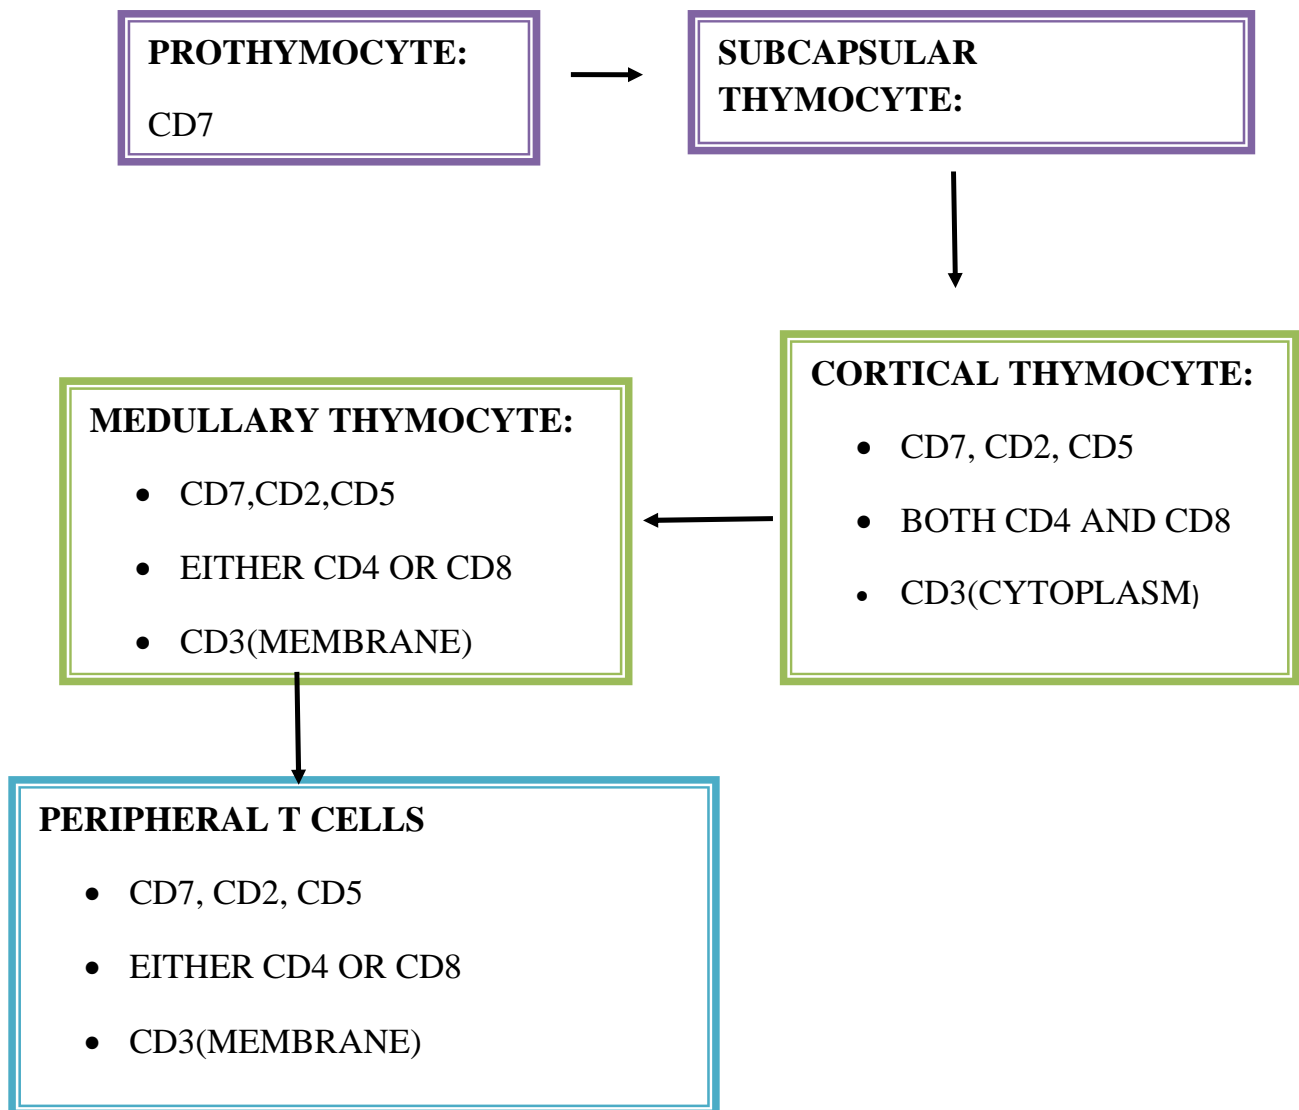 PROTHYMOCYTE:
CD7
SUBCAPSULAR
THYMOCYTE:
CORTICAL THYMOCYTE:
• CD7, CD2, CD5
• BOTH CD4 AND CD8
• CD3(CYTOPLASM)
MEDULLARY THYMOCYTE:
• CD7,CD2,CD5
• EITHER CD4 OR CD8
• CD3(MEMBRANE)
PERIPHERAL T CELLS
• CD7, CD2, CD5
• EITHER CD4 OR CD8
• CD3(MEMBRANE)